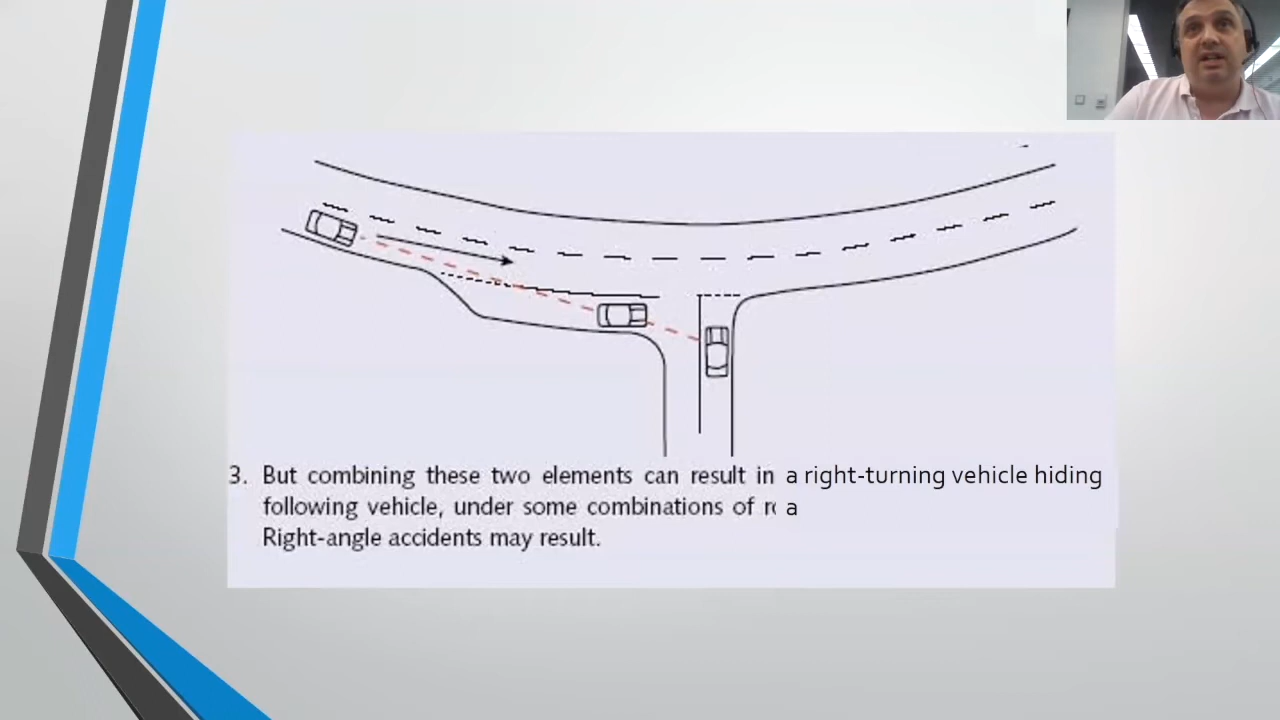 3. But combining these two elements can result in a right-turning vehicle hiding
following vehicle, under some combinations of a
Right-angle accidents may result.